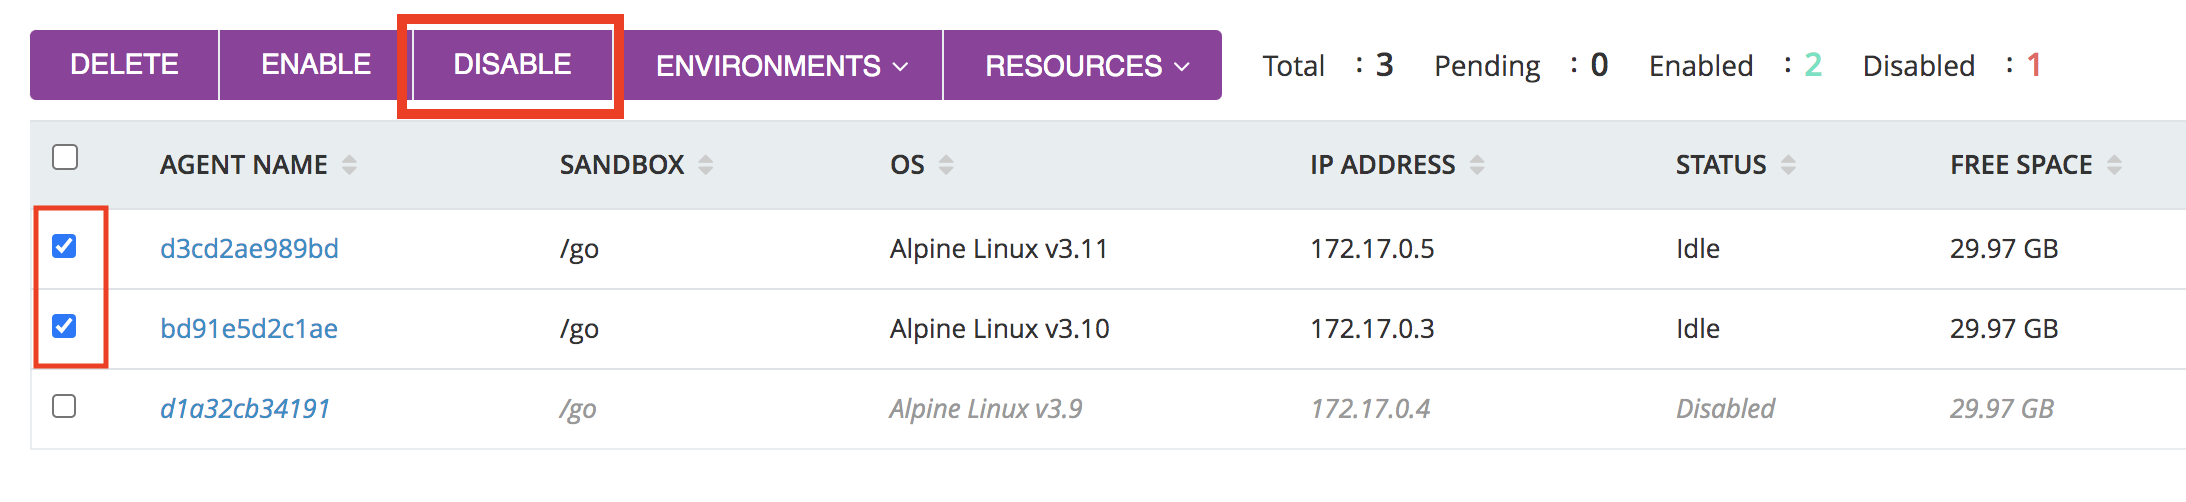 DELETE ENABLE DISABLE ENVIRONMENTS RESOURCES Total : 3 Pending : 0 Enabled : 2 Disabled : 1
AGENT NAME SANDBOX OS IP ADDRESS STATUS FREE SPACE
d3cd2ae989bd /go Alpine Linux v3.11 172.17.0.5 Idle 29.97 GB
bd91e5d2c1ae /go Alpine Linux v3.10 172.17.0.3 Idle 29.97 GB
d1a32cb34191 /go Alpine Linux v3.9 172.17.0.4 Disabled 29.97 GB